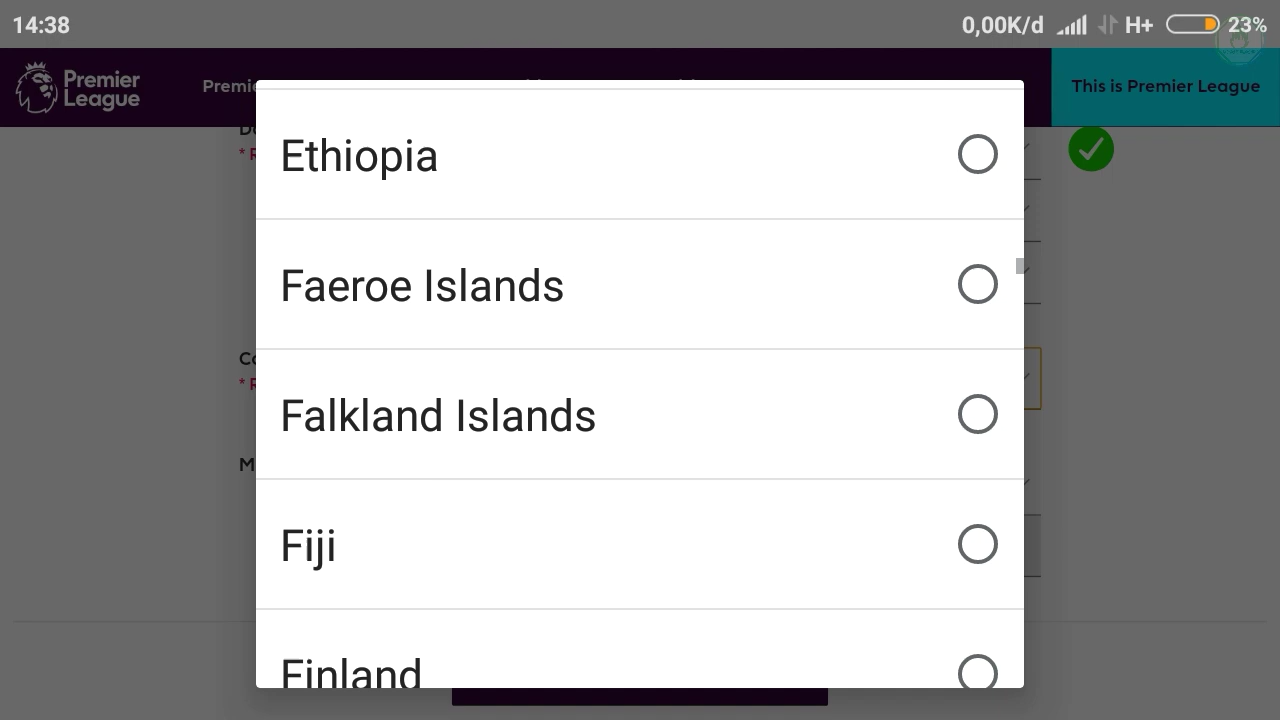 14:38
0,00K/d H+ 23%
Premier
League
This is Premier League
Ethiopia
Faeroe Islands
Falkland Islands
Fiji
Finland